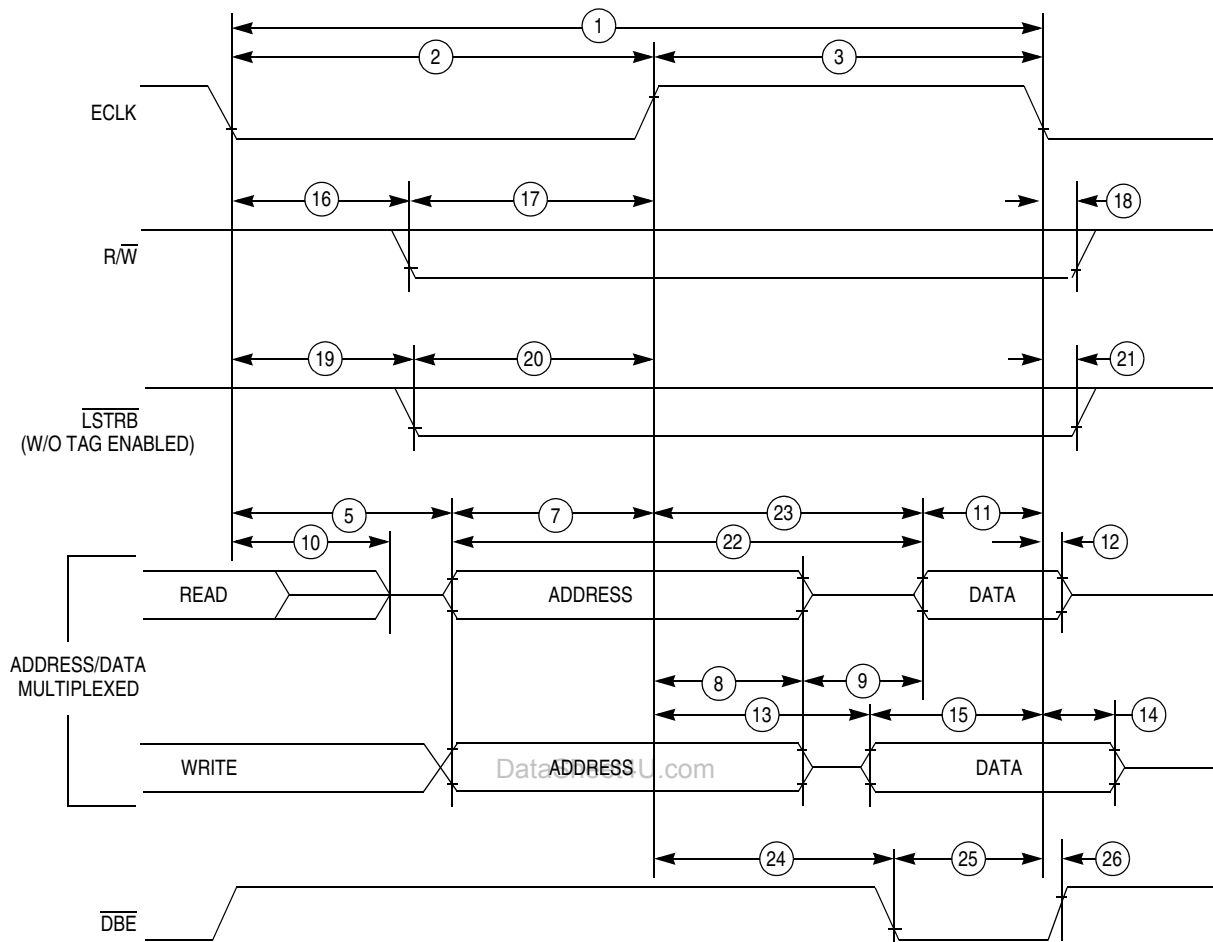 1
2
3
ECLK
16
17
18
R/W
19
20
21
LSTRB
(W/O TAG ENABLED)
5
7
23
11
10
22
12
READ
ADDRESS
DATA
ADDRESS/DATA
MULTIPLEXED
8
9
13
15
14
WRITE
ADDRESS
DataSheet4U.com
DATA
24
25
26
DBE